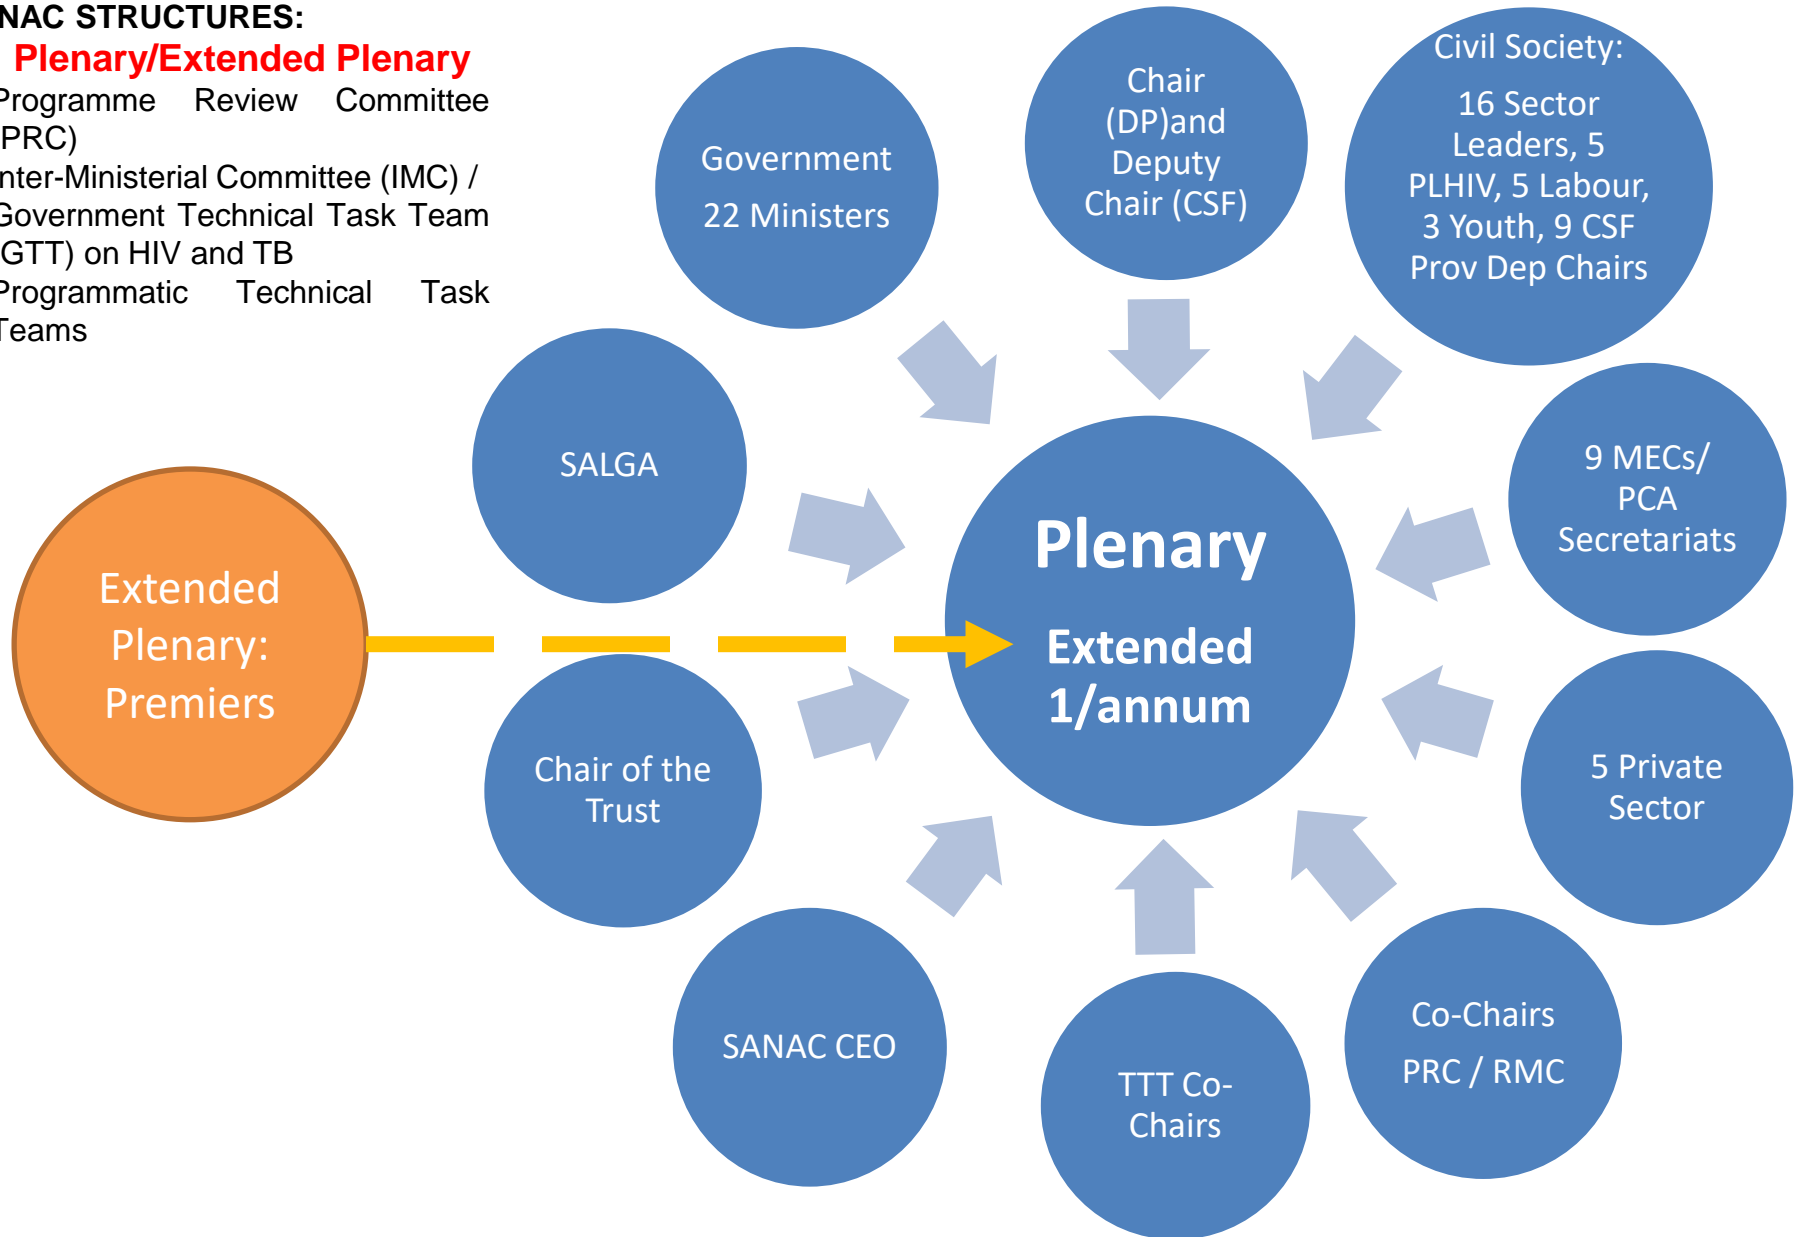 NAC STRUCTURES:
Plenary/Extended Plenary
Programme Review Committee
PRC)
nter-Ministerial Committee (IMC) /
Government Technical Task Team
GTT) on HIV and TB
Programmatic Technical Task
Teams
Government
22 Ministers
Chair
(DP)and
Deputy
Chair (CSF)
Civil Society:
16 Sector
Leaders, 5
PLHIV, 5 Labour,
3 Youth, 9 CSF
Prov Dep Chairs
SALGA
9 MECs/
PCA
Secretariats
Extended
Plenary:
Premiers
Plenary
Extended
1/annum
Chair of the
Trust
5 Private
Sector
SANAC CEO
TTT Co-
Chairs
Co-Chairs
PRC / RMC